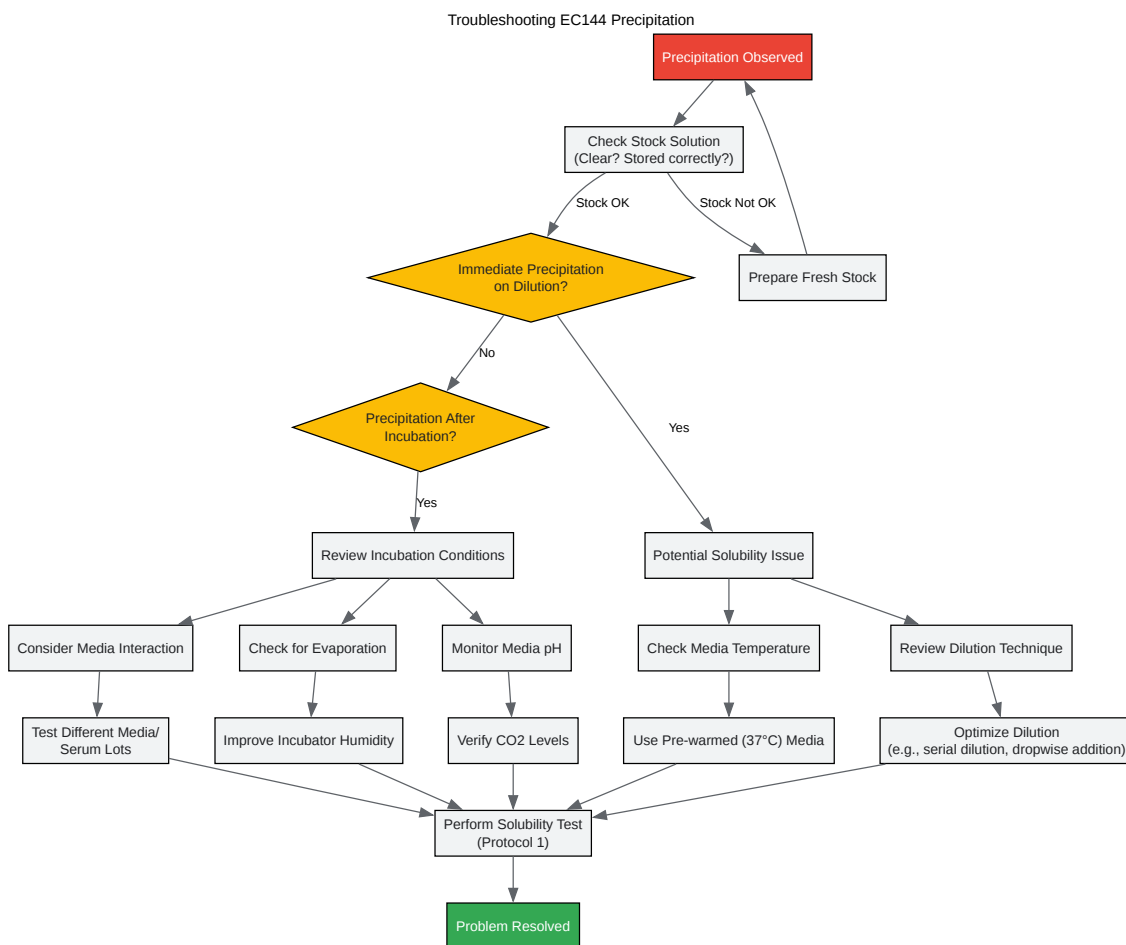 Troubleshooting EC144 Precipitation
Precipitation Observed
Check Stock Solution
(Clear? Stored correctly?)
Stock OK
Stock Not OK
Immediate Precipitation
on Dilution?
Prepare Fresh Stock
No
Precipitation After
Incubation?
Yes
Yes
Review Incubation Conditions
Potential Solubility Issue
Consider Media Interaction
Check for Evaporation
Monitor Media pH
Check Media Temperature
Review Dilution Technique
Test Different Media/
Serum Lots
Improve Incubator Humidity
Verify CO2 Levels
Use Pre-warmed (37°C) Media
Optimize Dilution
(e.g., serial dilution, dropwise addition)
Perform Solubility Test
(Protocol 1)
Problem Resolved